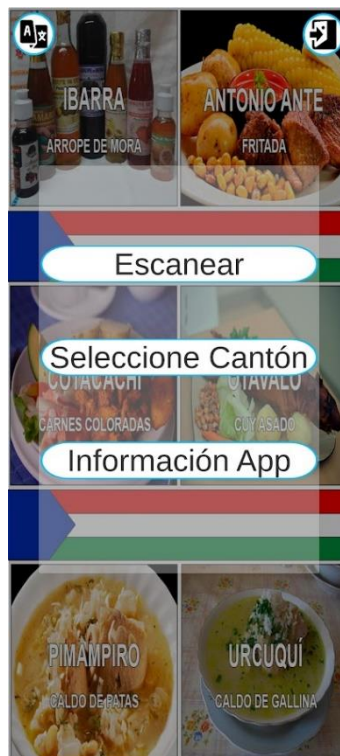 A 文
IBARRA
ARROPE DE MORA
ANTONIO ANTE
FRITADA
Escanear
Seleccione Cantón
COTACACHI
CARNES COLORADAS
OTAVALO
CUY ASADO
Información App
PIMAMPIRO
CALDO DE PATAS
URCUQUÍ
CALDO DE GALLINA